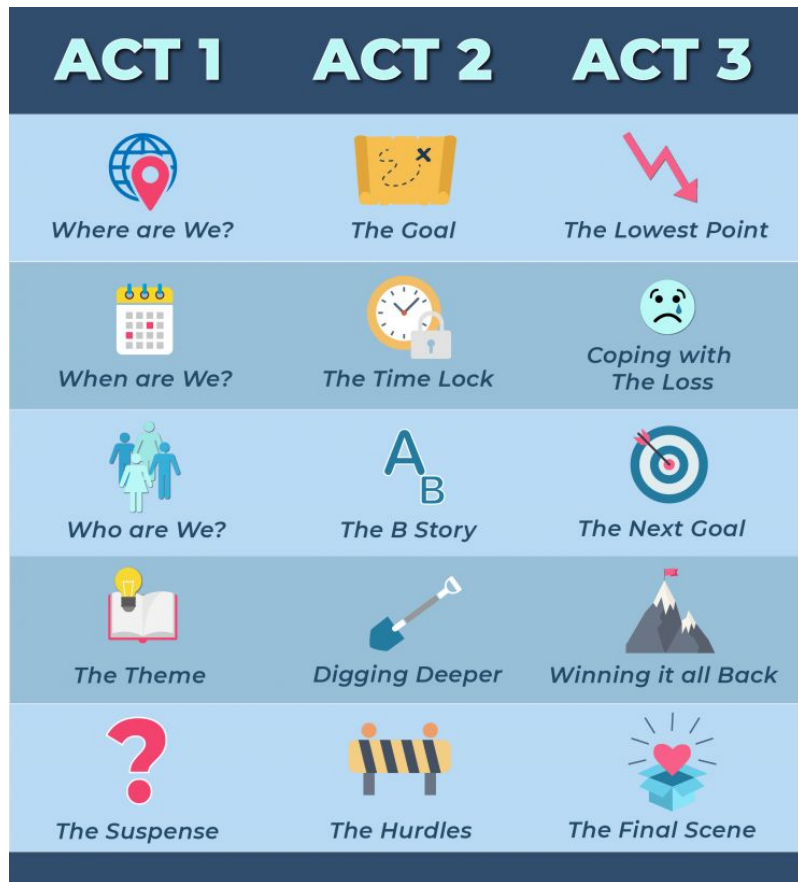 ACT 1 ACT 2 ACT 3
Where are We? The Goal The Lowest Point
When are We? The Time Lock Coping with
The Loss
Who are We? A
B
The B Story The Next Goal
The Theme Digging Deeper Winning it all Back
?
The Suspense The Hurdles The Final Scene